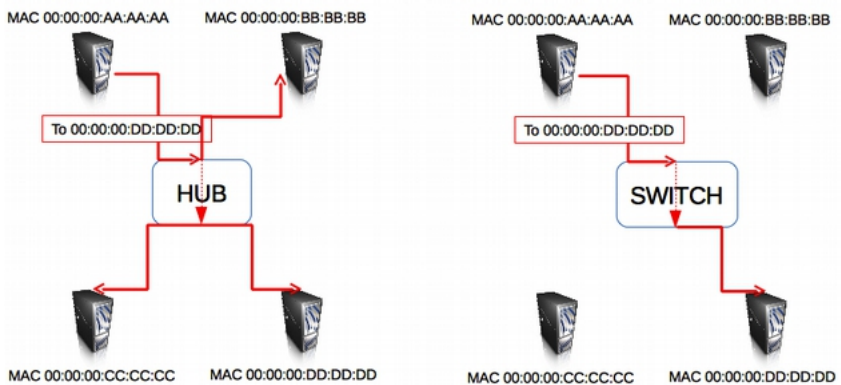 MAC 00:00:00:AA:AA:AA
MAC 00:00:00:BB:BB:BB
To 00:00:00:DD:DD:DD
HUB
MAC 00:00:00:CC:CC:CC
MAC 00:00:00:DD:DD:DD
MAC 00:00:00:AA:AA:AA
MAC 00:00:00:BB:BB:BB
To 00:00:00:DD:DD:DD
SWITCH
MAC 00:00:00:CC:CC:CC
MAC 00:00:00:DD:DD:DD